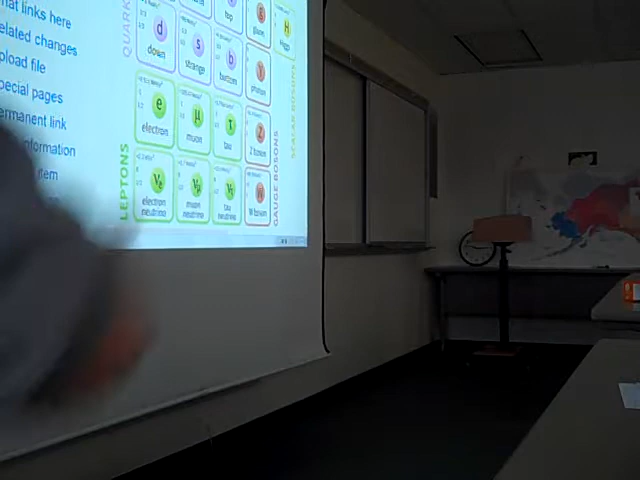 hat links here
elated changes
pload file
pecial pages
ermanent link
nformation
tem
QUARK
top
g
gluon
H
Higgs
d
down
s
strange
b
bottom
γ
photon
e
electron
μ
muon
τ
tau
Z
Z boson
νe
electron
neutrino
νμ
muon
neutrino
ντ
tau
neutrino
W
W boson
LEPTONS
GAUGE BOSONS
SCALAR BOSONS